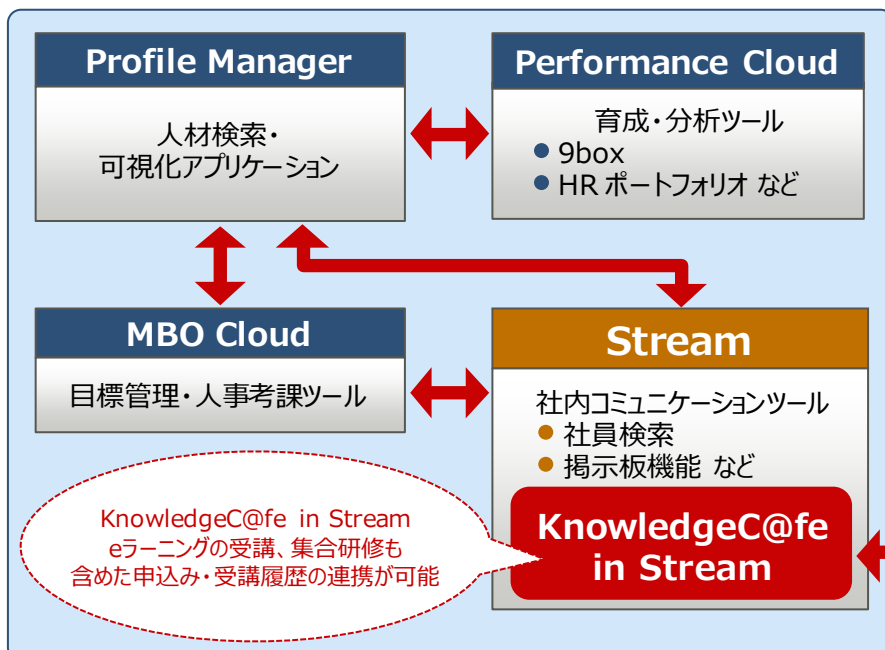 Profile Manager
人材検索・
可視化アプリケーション
Performance Cloud
育成・分析ツール
● 9box
● HR ポートフォリオ など
MBO Cloud
目標管理・人事考課ツール
Stream
社内コミュニケーションツール
● 社員検索
● 掲示板機能 など
KnowledgeC@fe
in Stream
KnowledgeC@fe in Stream
eラーニングの受講、集合研修も
含めた申込み・受講履歴の連携が可能